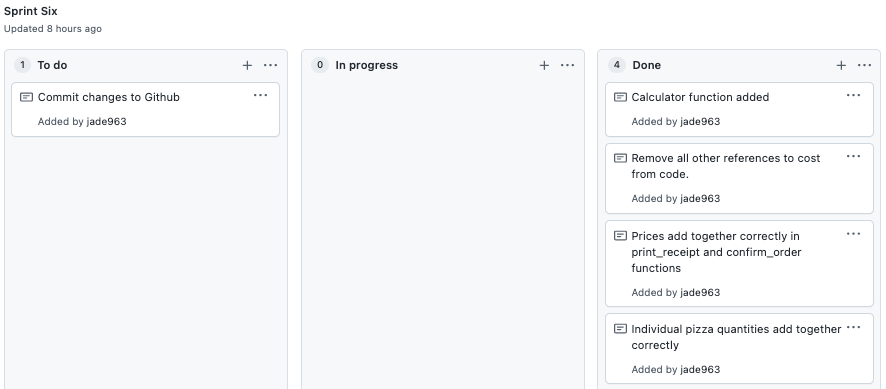 Sprint Six
Updated 8 hours ago
1 To do
Commit changes to Github
Added by jade963
0 In progress
4 Done
Calculator function added
Added by jade963
Remove all other references to cost
from code.
Added by jade963
Prices add together correctly in
print_receipt and confirm_order
functions
Added by jade963
Individual pizza quantities add together
correctly
Added by jade963